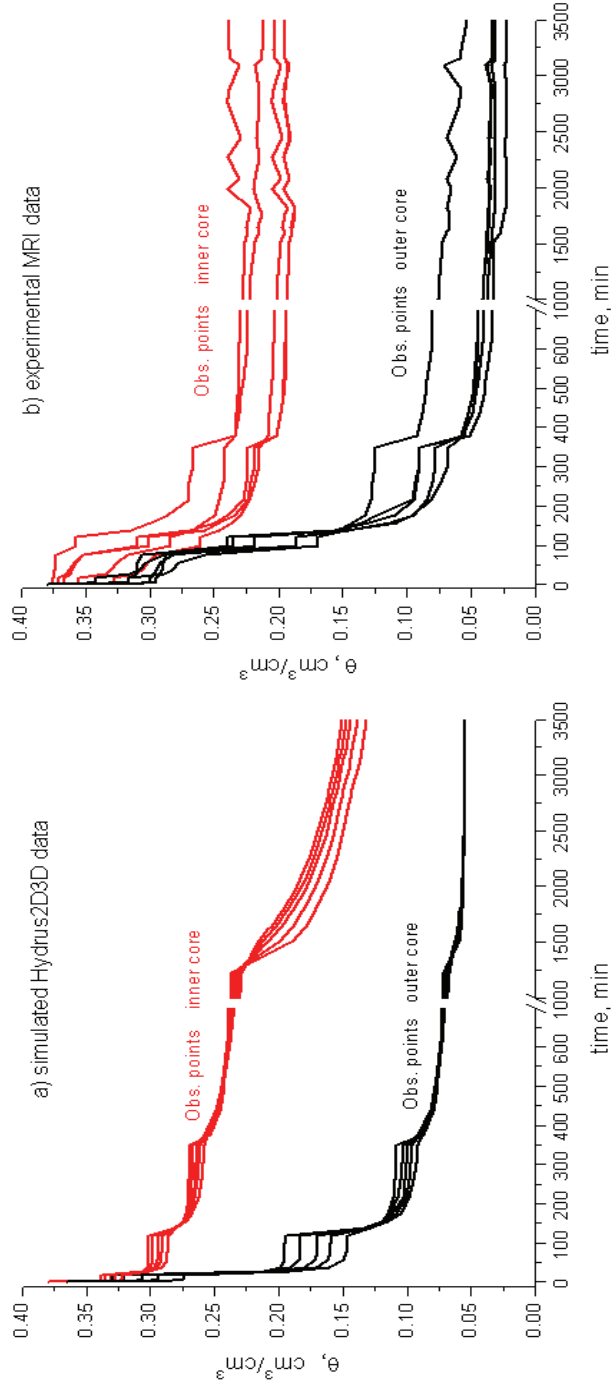 a) simulated Hydrus2D3D data
θ, cm³/cm³
0.40
0.35
0.30
0.25
0.20
0.15
0.10
0.05
0.00
Obs. points inner core
Obs. points outer core
0 100 200 300 400 500 600 1000 1500 2000 2500 3000 3500
time, min
b) experimental MRI data
θ, cm³/cm³
0.40
0.35
0.30
0.25
0.20
0.15
0.10
0.05
0.00
Obs. points inner core
Obs. points outer core
0 100 200 300 400 500 600 1000 1500 2000 2500 3000 3500
time, min